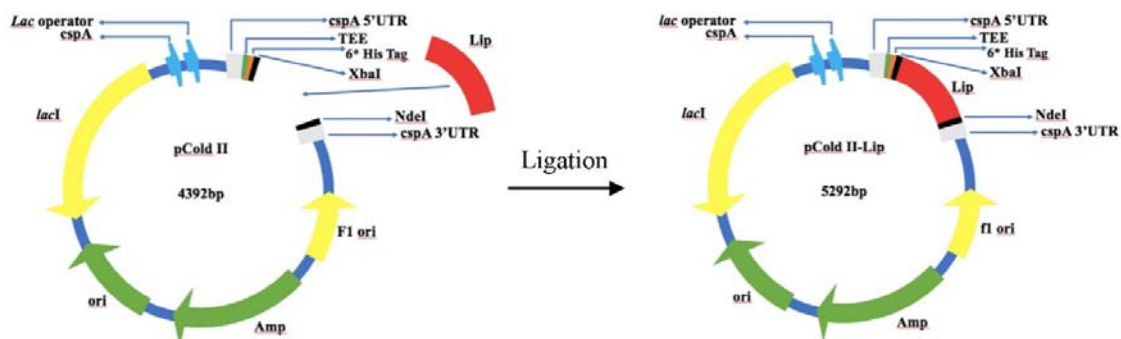 Lac operator
cspA
cspA 5'UTR
TEE
6* His Tag
XbaI
Lip
NdeI
cspA 3'UTR
lacI
pCold II
4392bp
F1 ori
ori
Amp
Ligation
lac operator
cspA
cspA 5'UTR
TEE
6* His Tag
XbaI
Lip
NdeI
cspA 3'UTR
lacI
pCold II-Lip
5292bp
f1 ori
ori
Amp